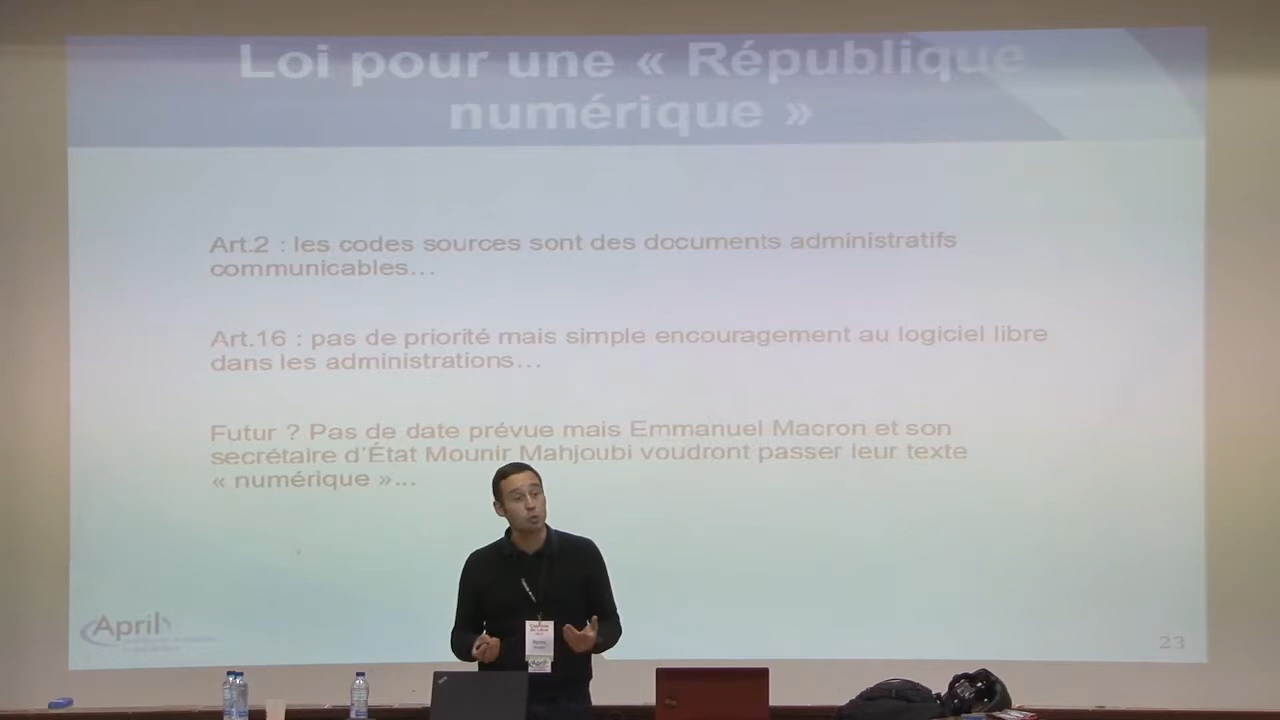 Loi pour une « République
numérique »
Art.2 : les codes sources sont des documents administratifs
communicables…
Art.16 : pas de priorité mais simple encouragement au logiciel libre
dans les administrations…
Futur ? Pas de date prévue mais Emmanuel Macron et son
secrétaire d'État Mounir Mahjoubi voudront passer leur texte
« numérique »...
April
23
April